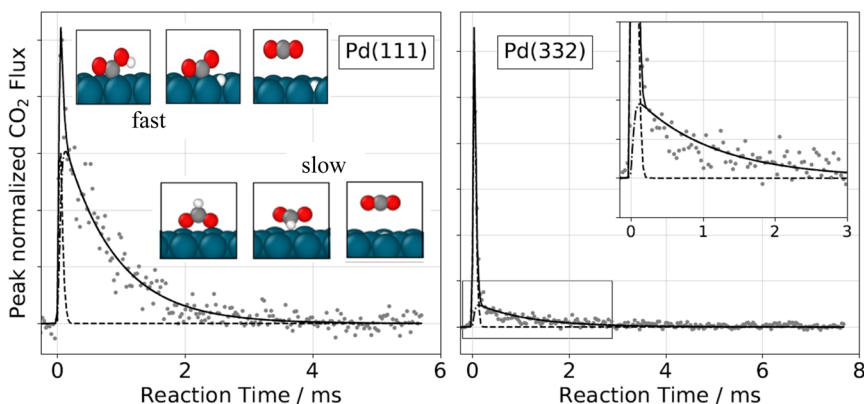 Peak normalized CO2 Flux
Pd(111)
fast
slow
0 2 4 6
Reaction Time / ms
Pd(332)
0 1 2 3
0 2 4 6 8
Reaction Time / ms